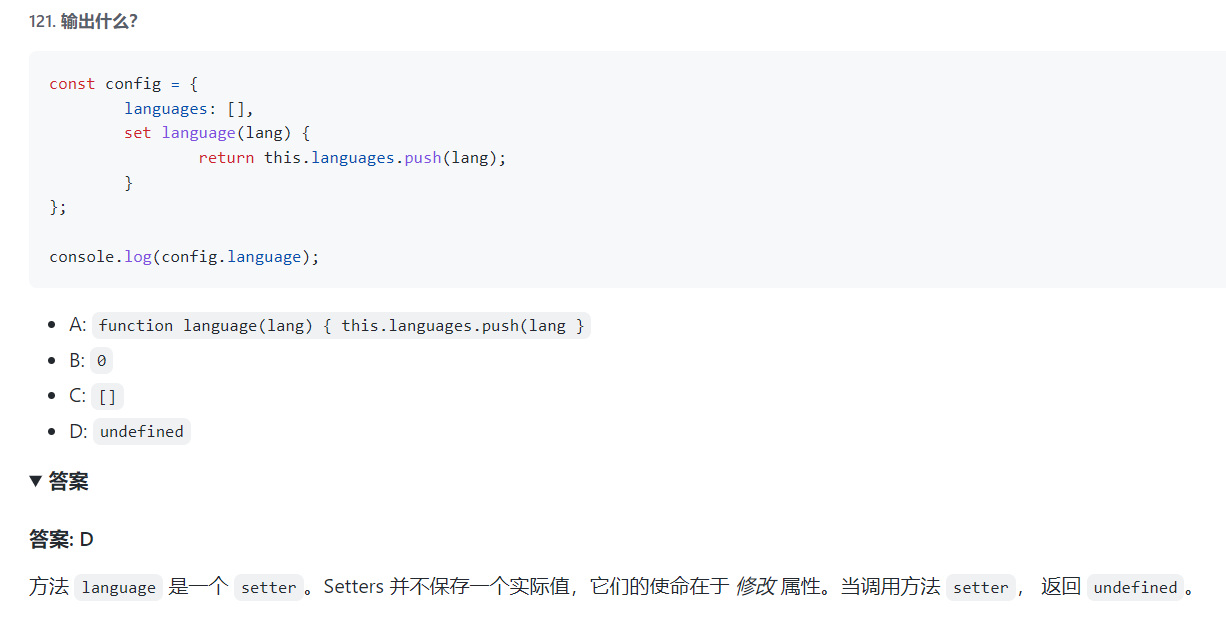 121. 输出什么?
const config = {
languages: [],
set language(lang) {
return this.languages.push(lang);
}
};
console.log(config.language);
A: function language(lang) { this.languages.push(lang }
B: 0
C: []
D: undefined
▼ 答案
答案: D
方法 language 是一个 setter 。Setters 并不保存一个实际值，它们的使命在于 修改 属性。当调用方法 setter ， 返回 undefined 。